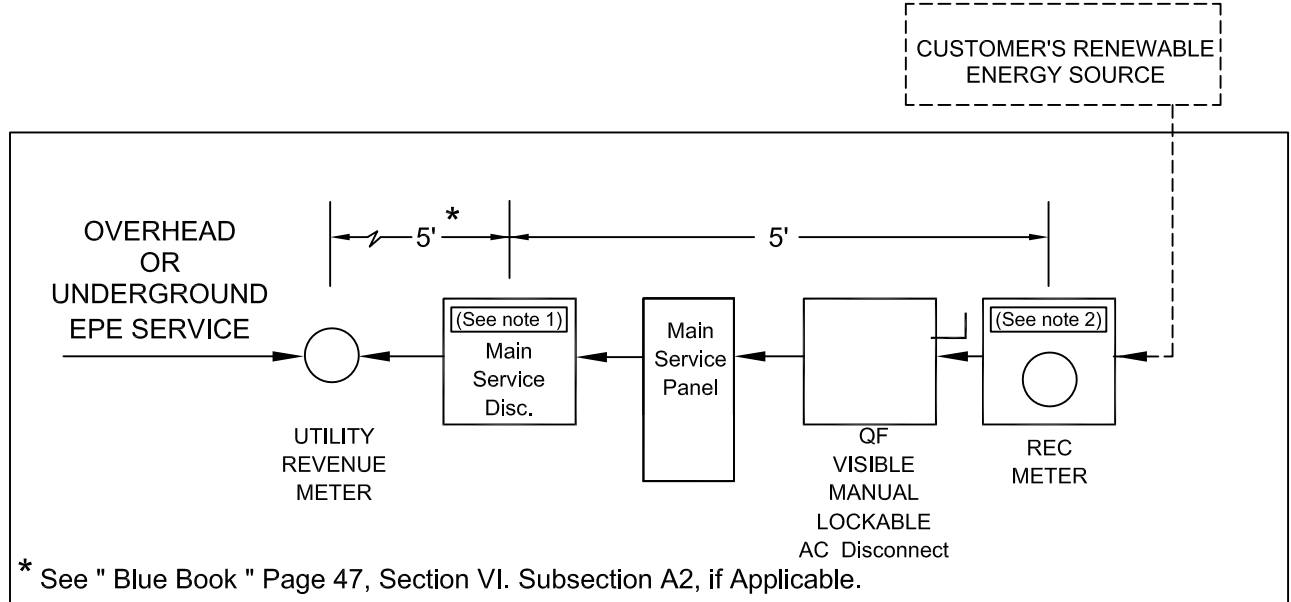 CUSTOMER'S RENEWABLE
ENERGY SOURCE
OVERHEAD
OR
UNDERGROUND
EPE SERVICE
5' *
5'
(See note 1)
Main
Service
Disc.
Main
Service
Panel
(See note 2)
UTILITY
REVENUE
METER
QF
VISIBLE
MANUAL
LOCKABLE
AC Disconnect
REC
METER
* See " Blue Book " Page 47, Section VI. Subsection A2, if Applicable.